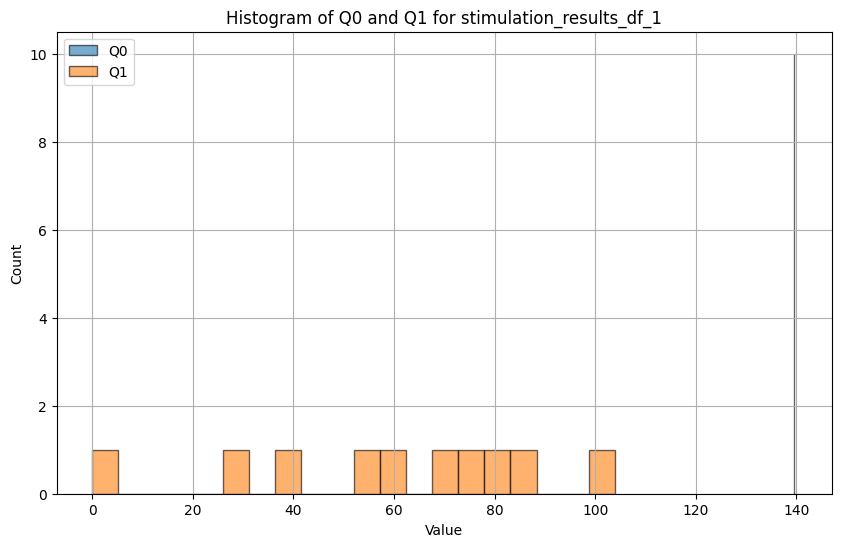 Histogram of Q0 and Q1 for stimulation_results_df_1
Q0
Q1
10
8
6
4
2
0
Count
0 20 40 60 80 100 120 140
Value